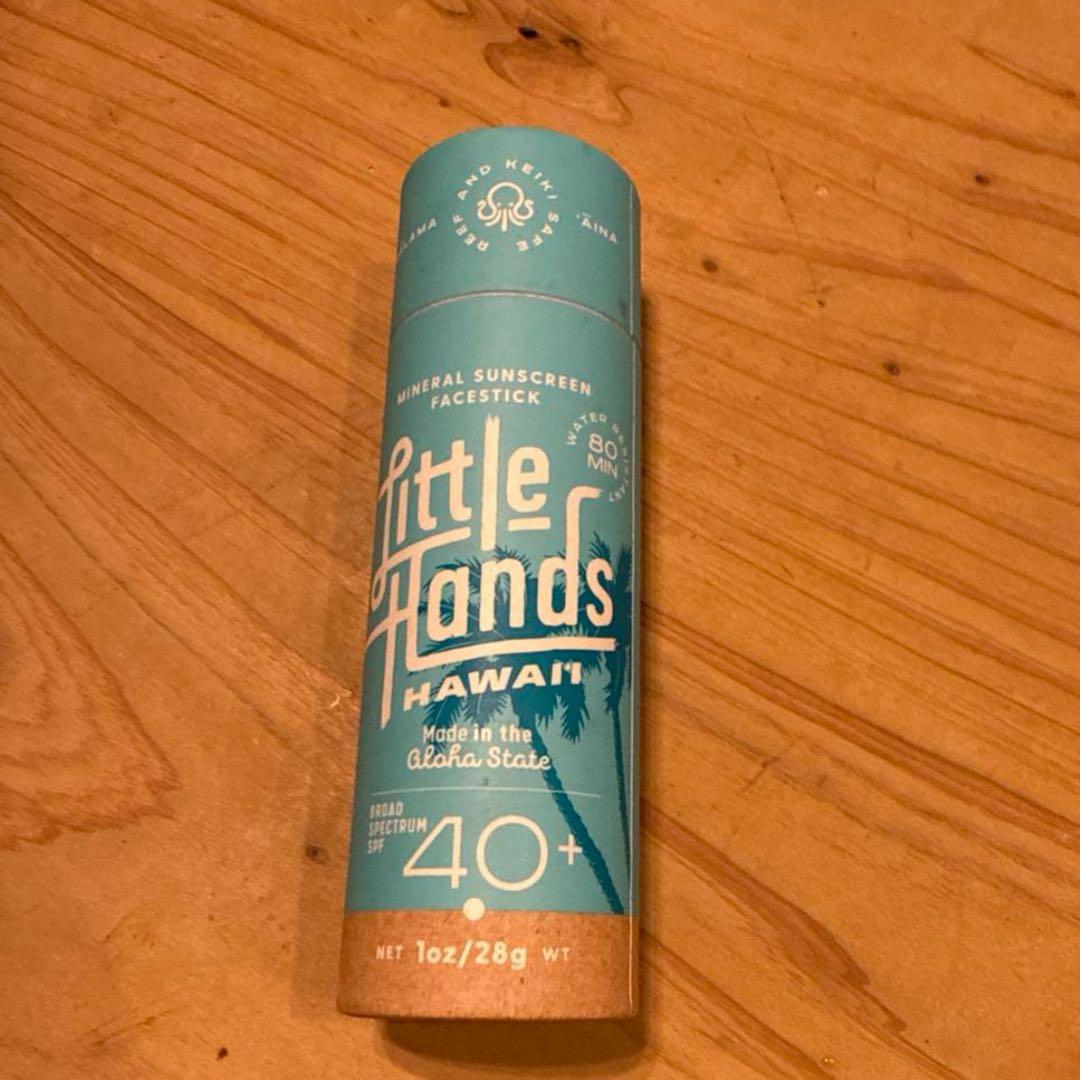 REEF AND KEIKI SAFE
ʻĀINA
MINERAL SUNSCREEN
FACESTICK
WATER RESISTANT
80
MIN
Little
Hands
HAWAIʻI
Made in the
Aloha State
BROAD
SPECTRUM
SPF
40+
NET 1oz/28g WT